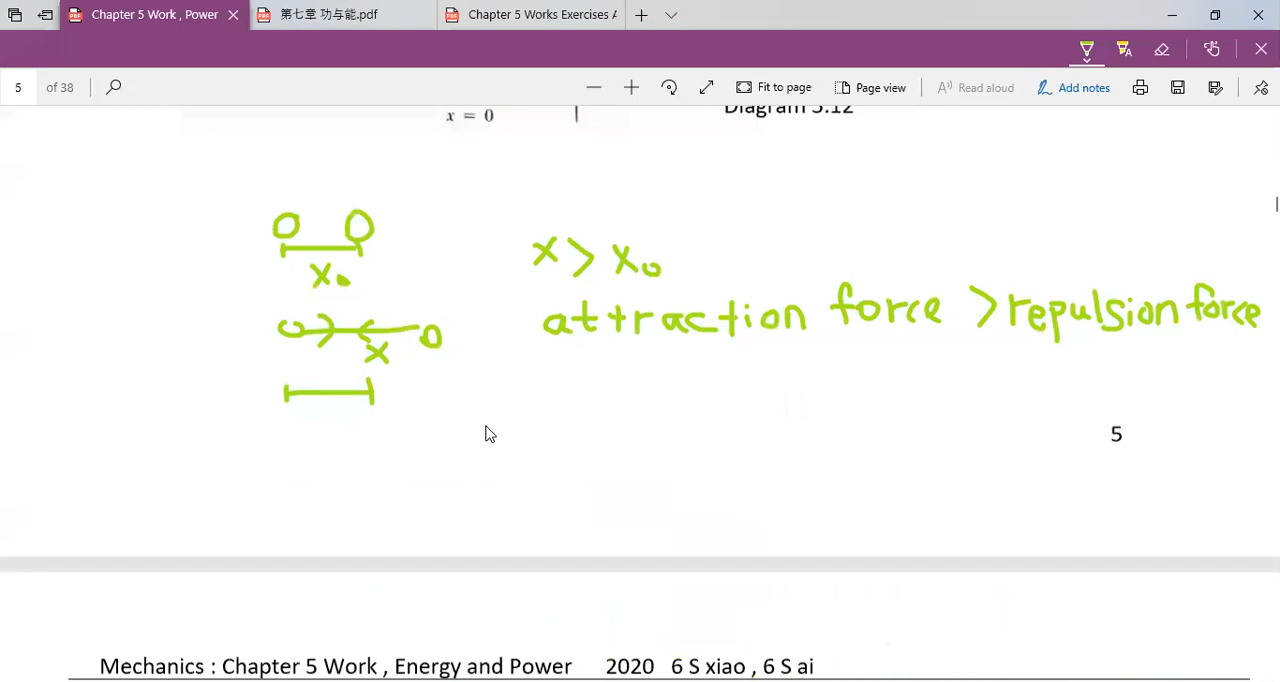 Chapter 5 Work , Power
第七章 功与能.pdf
Chapter 5 Works Exercises
5 of 38
Fit to page
Page view
Read aloud
Add notes
x = 0
Diagram 5.12
x₀
x > x₀
attraction force > repulsion force
x
5
Mechanics : Chapter 5 Work , Energy and Power 2020 6 S xiao , 6 S ai